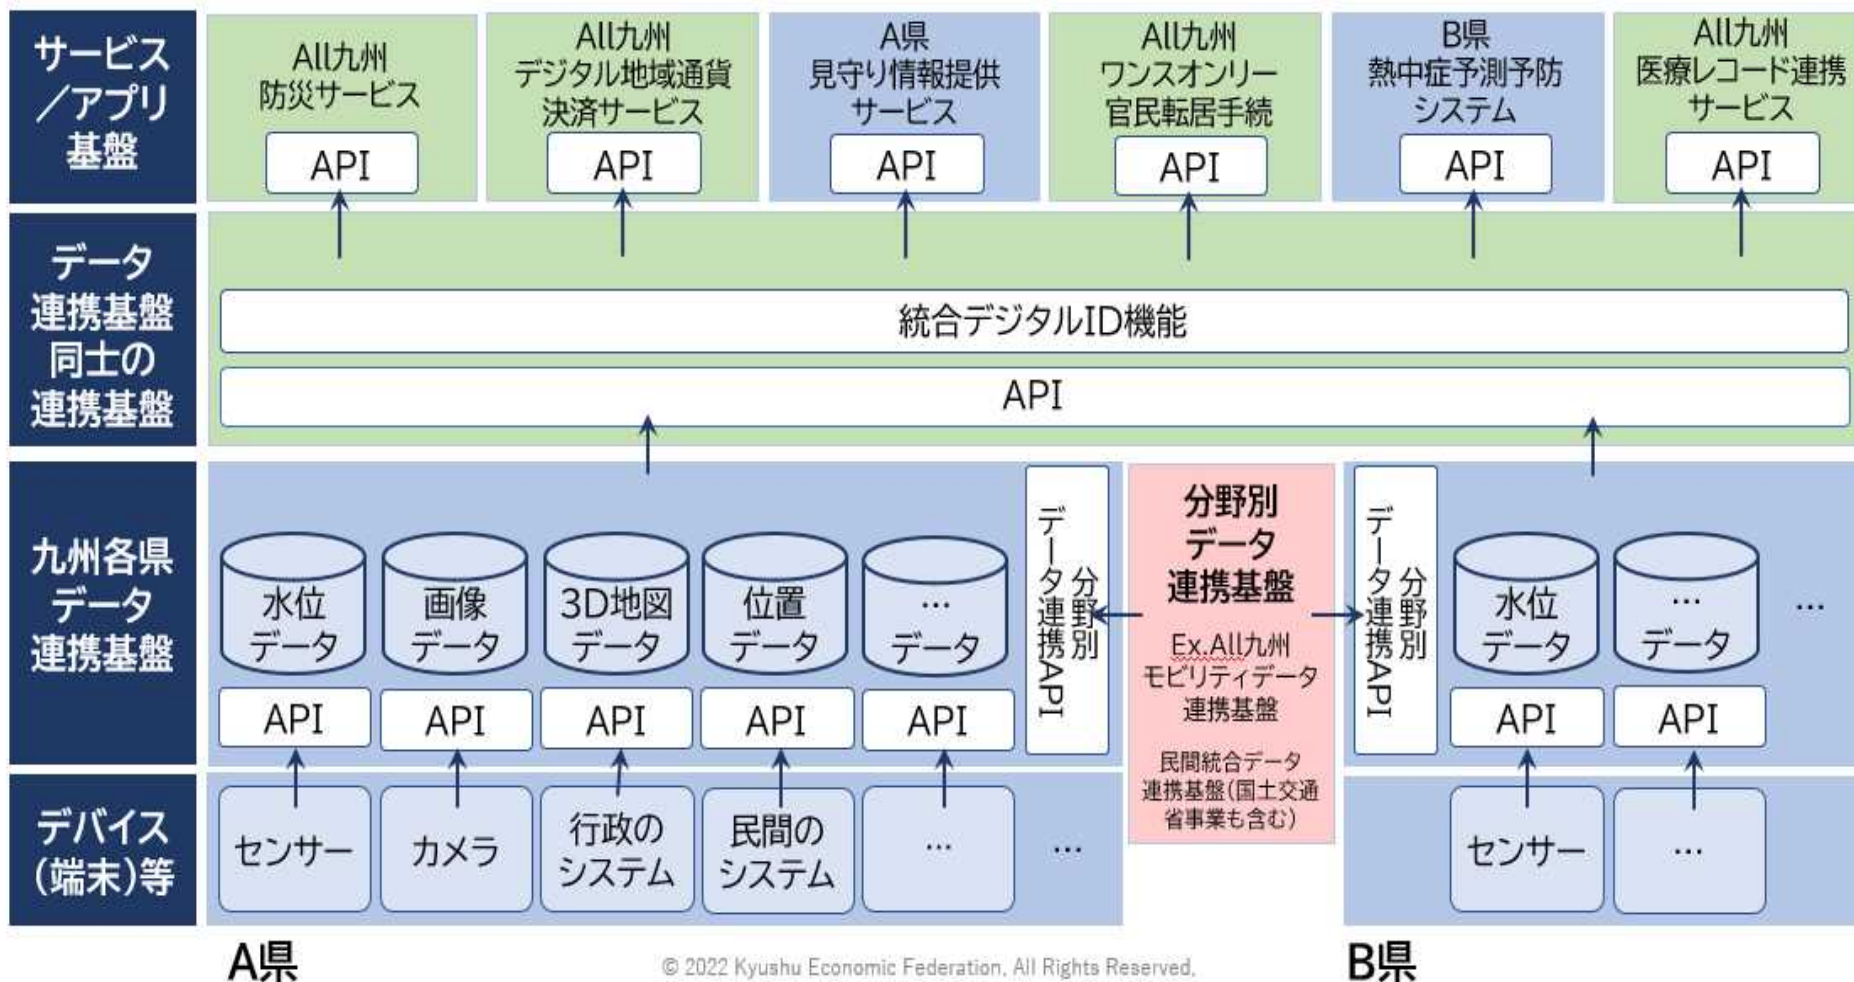 サービス
／アプリ
基盤
All九州
防災サービス
API
All九州
デジタル地域通貨
決済サービス
API
A県
見守り情報提供
サービス
API
All九州
ワンスオンリー
官民転居手続
API
B県
熱中症予測予防
システム
API
All九州
医療レコード連携
サービス
API
データ
連携基盤
同士の
連携基盤
統合デジタルID機能
API
九州各県
データ
連携基盤
水位
データ
API
画像
データ
API
3D地図
データ
API
位置
データ
API
…
データ
API
分野別
データ連携API
分野別
データ
連携基盤
Ex.All九州
モビリティデータ
連携基盤
民間統合データ
連携基盤(国土交通
省事業も含む)
分野別
データ連携API
水位
データ
API
…
データ
API
…
デバイス
(端末)等
センサー
カメラ
行政の
システム
民間の
システム
…
…
センサー
…
A県
© 2022 Kyushu Economic Federation. All Rights Reserved.
B県